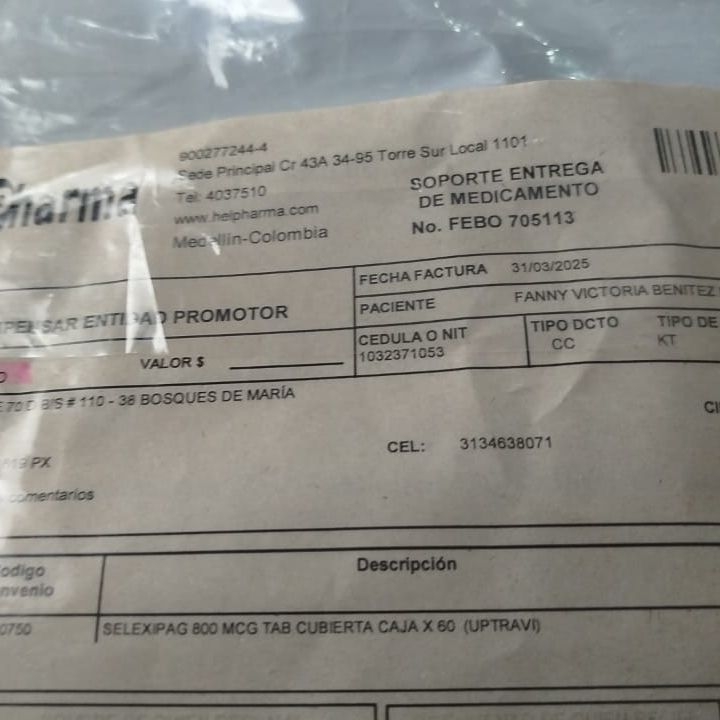 900277244-4
Sede Principal Cr 43A 34-95 Torre Sur Local 1101
Tel: 4037510
www.helpharma.com
Medellin-Colombia
SOPORTE ENTREGA
DE MEDICAMENTO
No. FEBO 705113
ENTIDAD PROMOTOR
FECHA FACTURA 31/03/2025
PACIENTE FANNY VICTORIA BENITEZ
VALOR $
CEDULA O NIT
1032371053
TIPO DCTO
CC
TIPO DE
KT
# 110 - 38 BOSQUES DE MARÍA
PX
CEL: 3134638071
comentarios
Descripción
0750
SELEXIPAG 800 MCG TAB CUBIERTA CAJA X 60 (UPTRAVI)